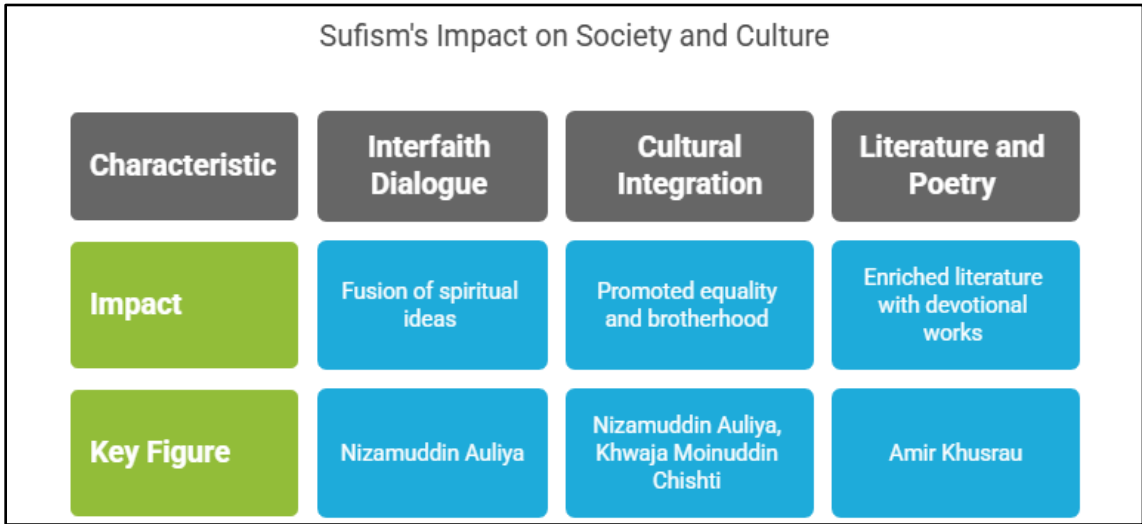 Sufism's Impact on Society and Culture
Characteristic
Interfaith
Dialogue
Cultural
Integration
Literature and
Poetry
Impact
Fusion of spiritual
ideas
Promoted equality
and brotherhood
Enriched literature
with devotional
works
Key Figure
Nizamuddin Auliya
Nizamuddin Auliya,
Khwaja Moinuddin
Chishti
Amir Khusrau